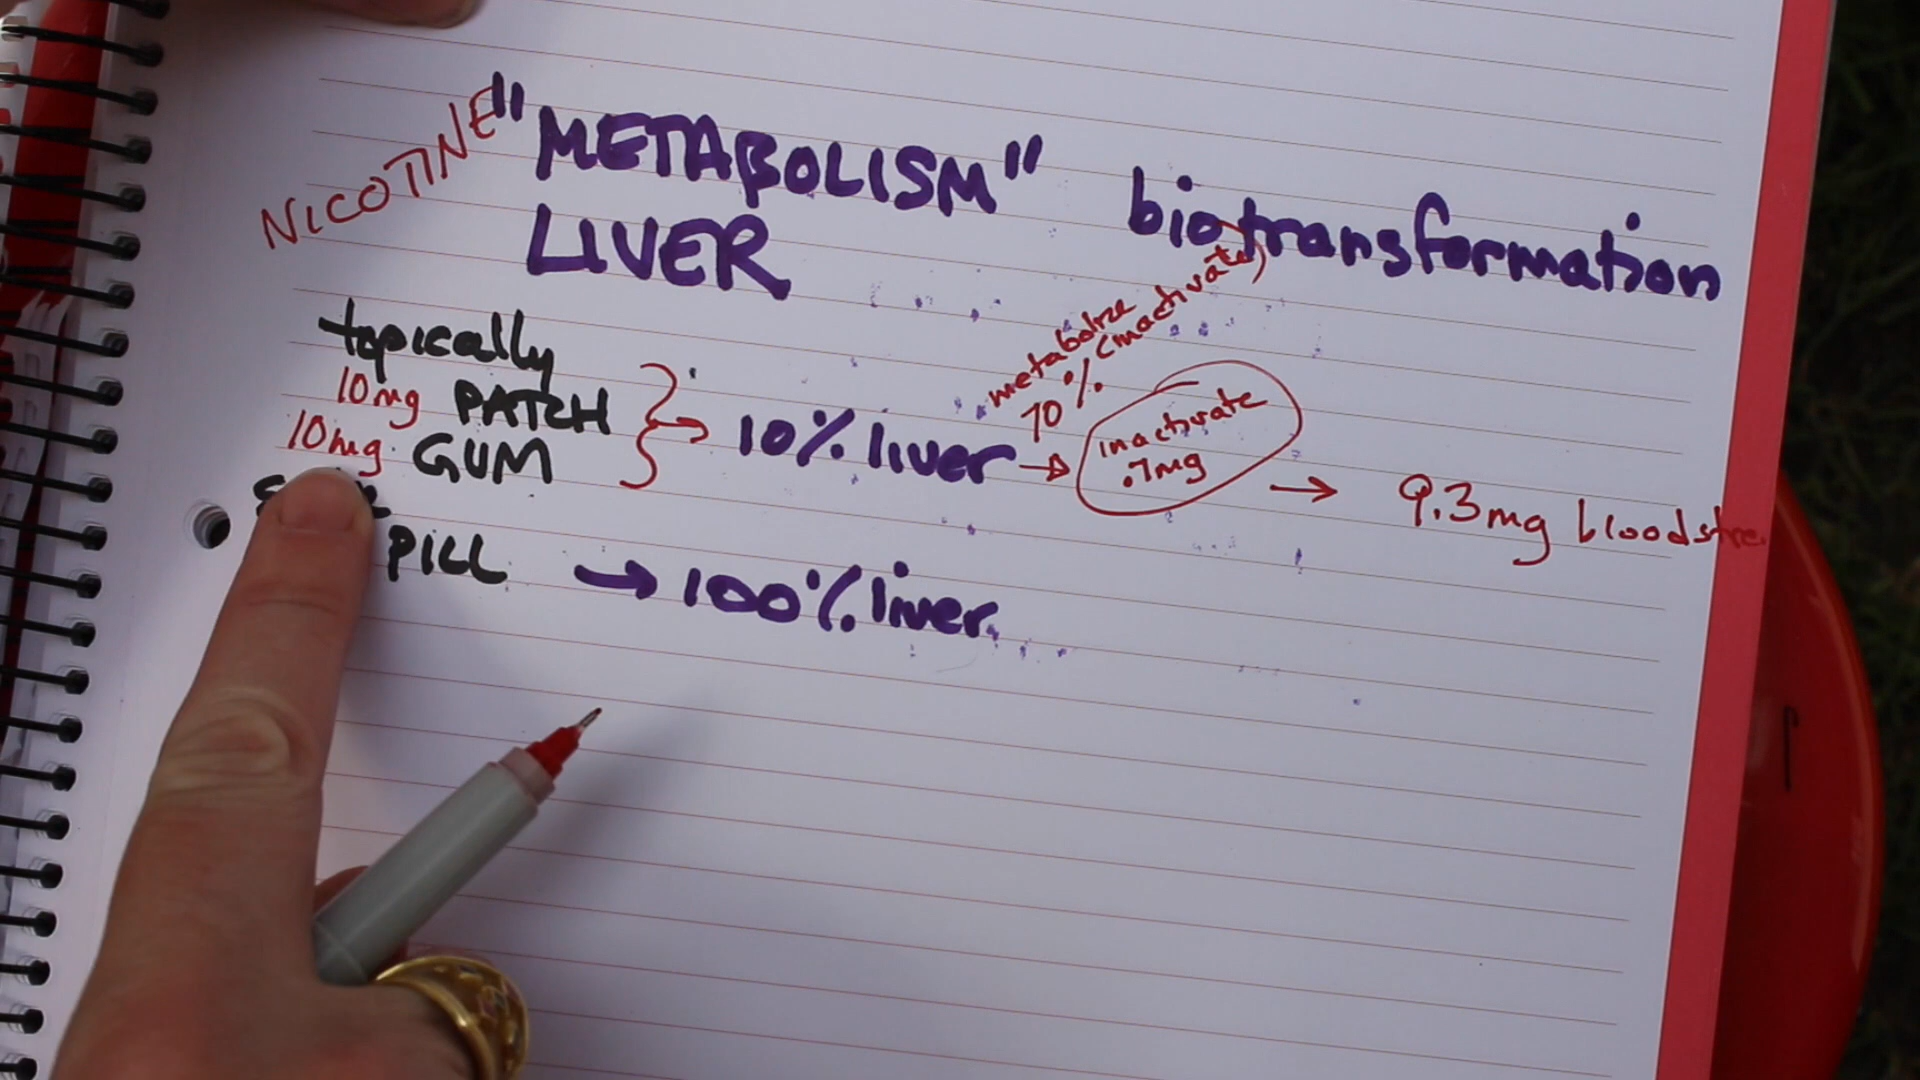 NICOTINE "METABOLISM" biotransformation
LIVER
topically
10mg PATCH
10mg GUM
→ 10% liver →
metabolize
70% (inactivate)
inactivate
.7mg
→ 9.3mg bloodstre
PILL → 100% liver